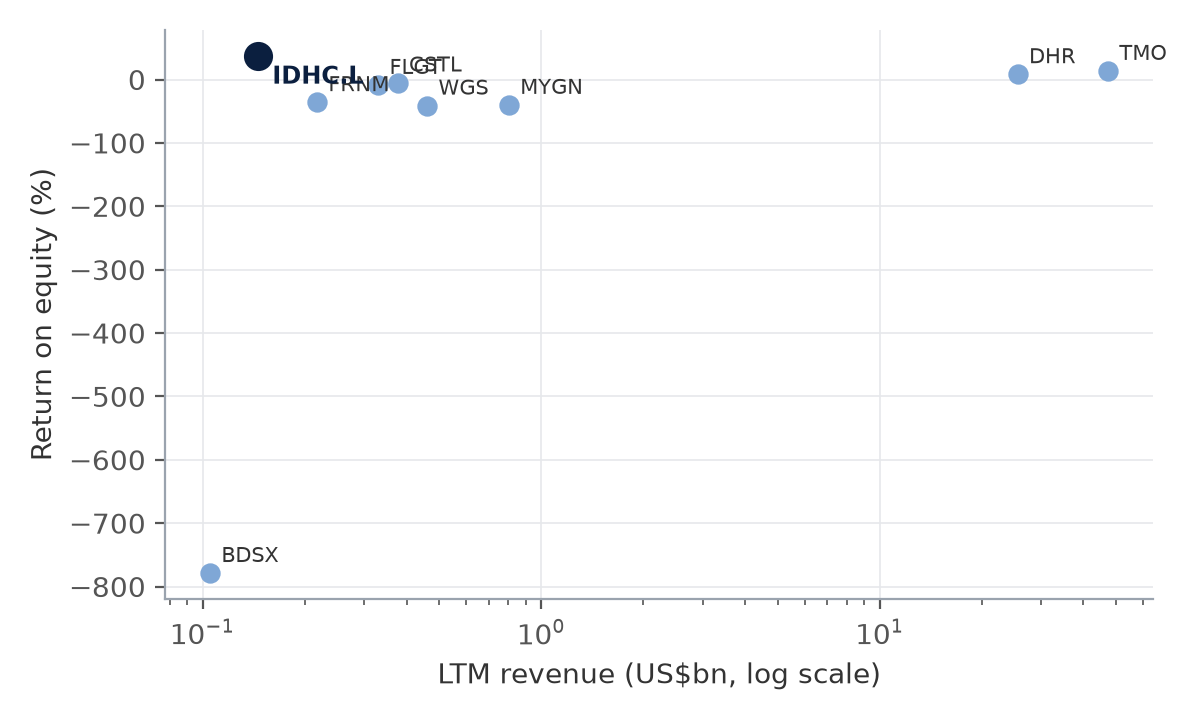 TMO
DHR
CSTL
FLGT
IDHC.L
FRNM
WGS
MYGN
BDSX
0
−100
−200
−300
−400
−500
−600
−700
−800
Return on equity (%)
10⁻¹
10⁰
10¹
LTM revenue (US$bn, log scale)